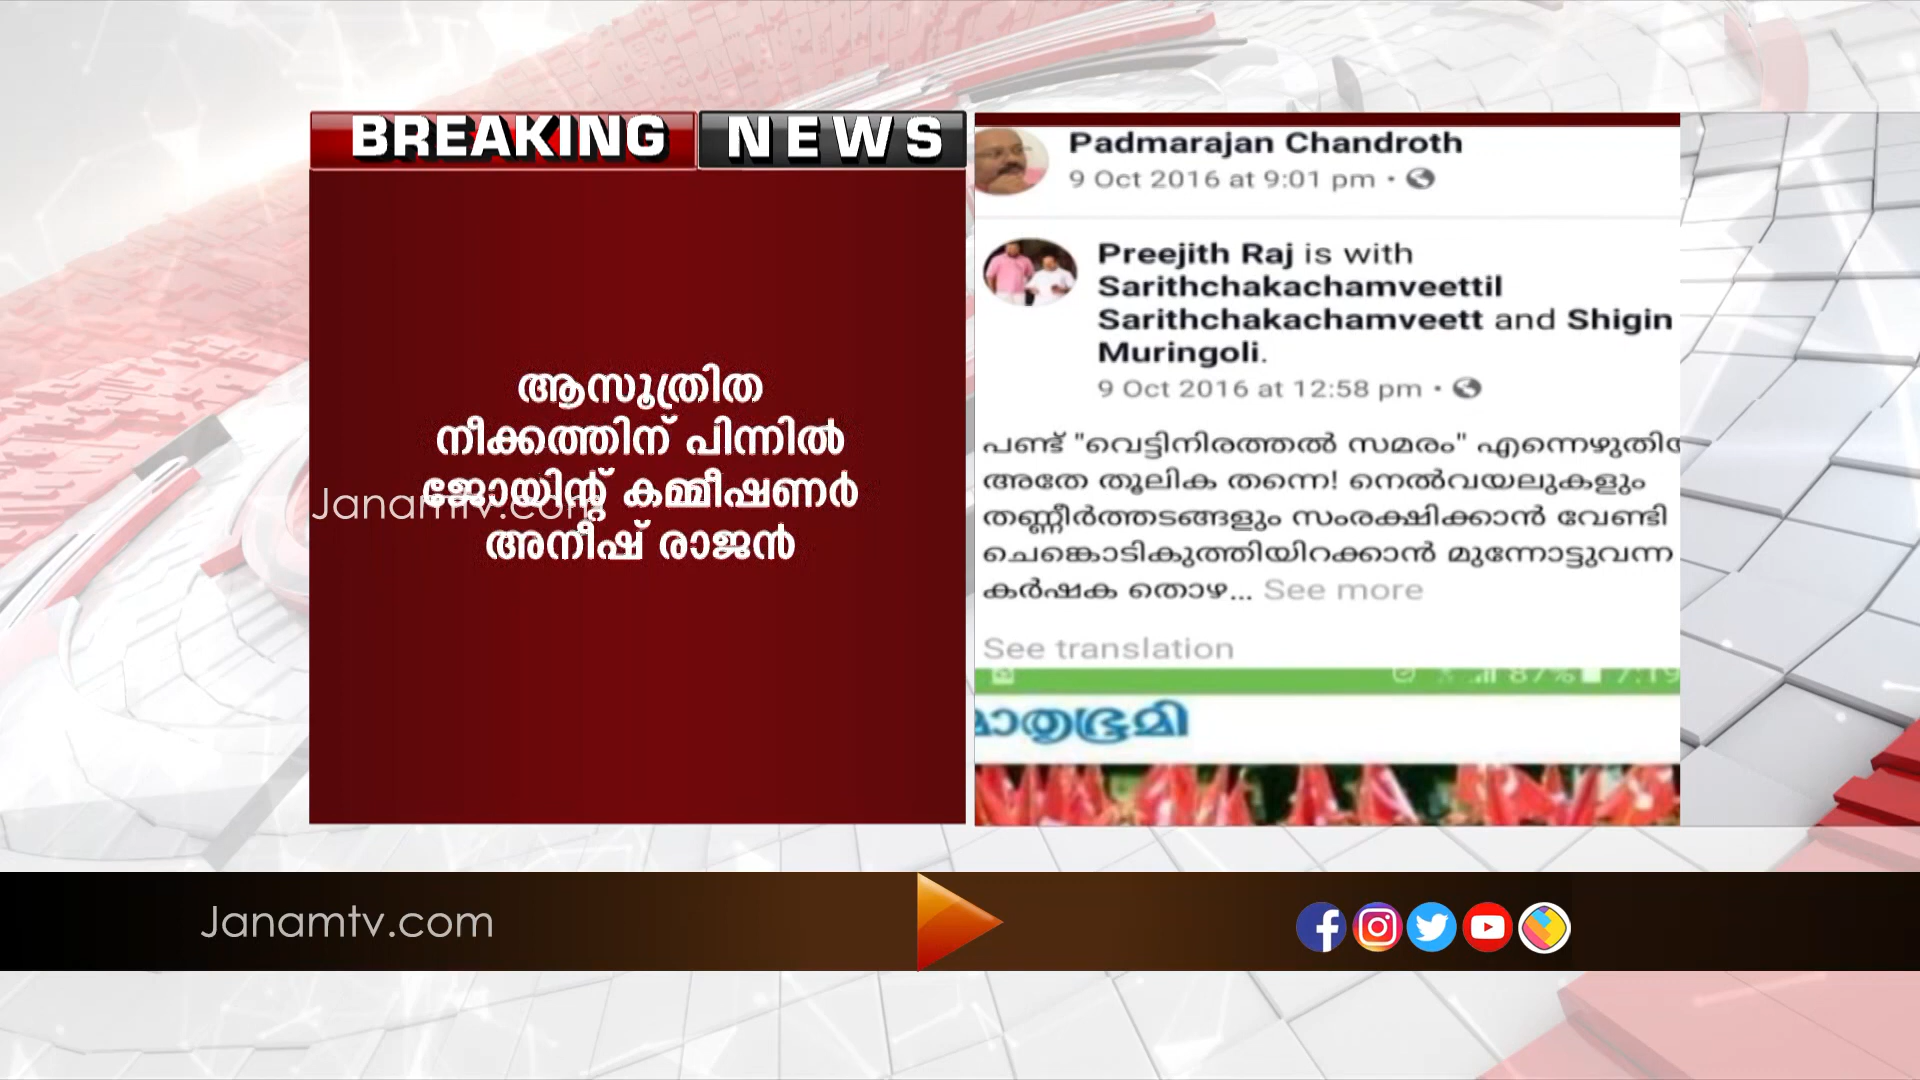 BREAKING NEWS
ആസൂത്രിത
നീക്കത്തിന് പിന്നിൽ
ജോയിന്റ് കമ്മീഷണർ
അനീഷ് രാജൻ
Janamtv.com
Padmarajan Chandroth
9 Oct 2016 at 9:01 pm ·
Preejith Raj is with
Sarithchakachamveettil
Sarithchakachamveett and Shigin
Muringoli.
9 Oct 2016 at 12:58 pm ·
പണ്ട് "വെട്ടിനിരത്തൽ സമരം" എന്നെഴുതിയ
അതേ തൂലിക തന്നെ! നെൽവയലുകളും
തണ്ണീർത്തടങ്ങളും സംരക്ഷിക്കാൻ വേണ്ടി
ചെങ്കൊടികുത്തിയിറക്കാൻ മുന്നോട്ടുവന്ന
കർഷക തൊഴ... See more
See translation
87% 7:19
മാതൃഭൂമി
Janamtv.com